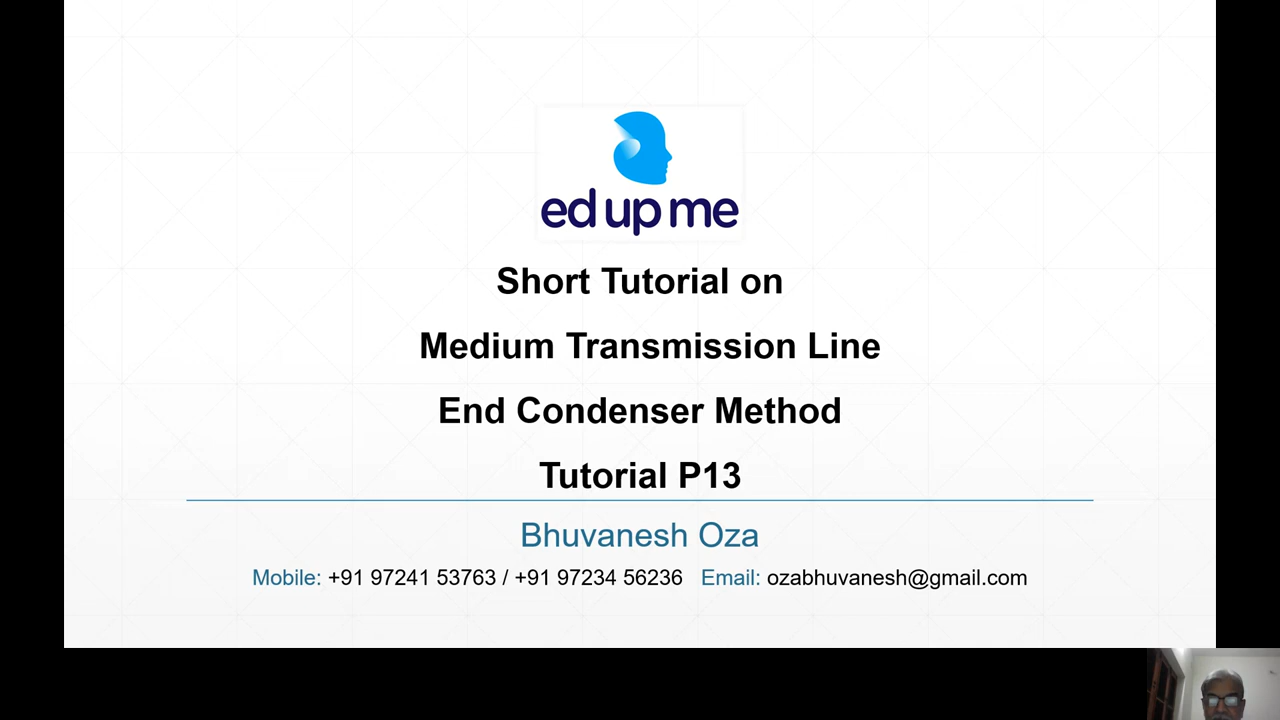 ed up me
Short Tutorial on
Medium Transmission Line
End Condenser Method
Tutorial P13
Bhuvanesh Oza
Mobile: +91 97241 53763 / +91 97234 56236 Email: ozabhuvanesh@gmail.com